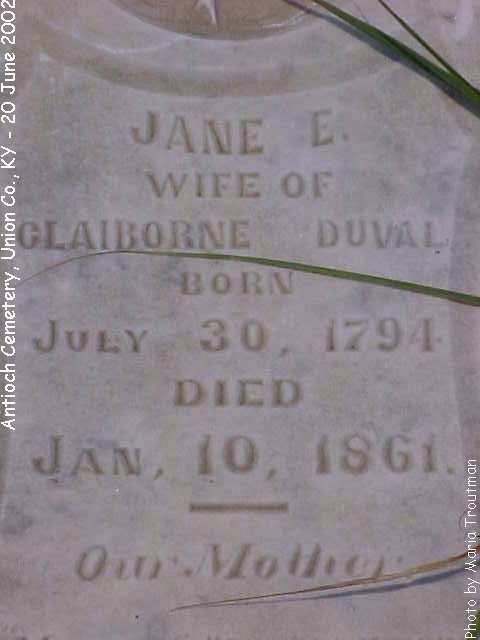 JANE E.
WIFE OF
CLAIBORNE DUVAL
BORN
JULY 30, 1794
DIED
JAN, 10, 1861.
Our Mother
Antioch Cemetery, Union Co., KY - 20 June 2002
Photo by Maria Troutman